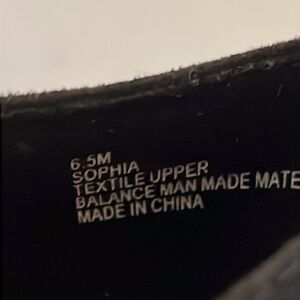 6.5M
SOPHIA
TEXTILE UPPER
BALANCE MAN MADE MATE
MADE IN CHINA